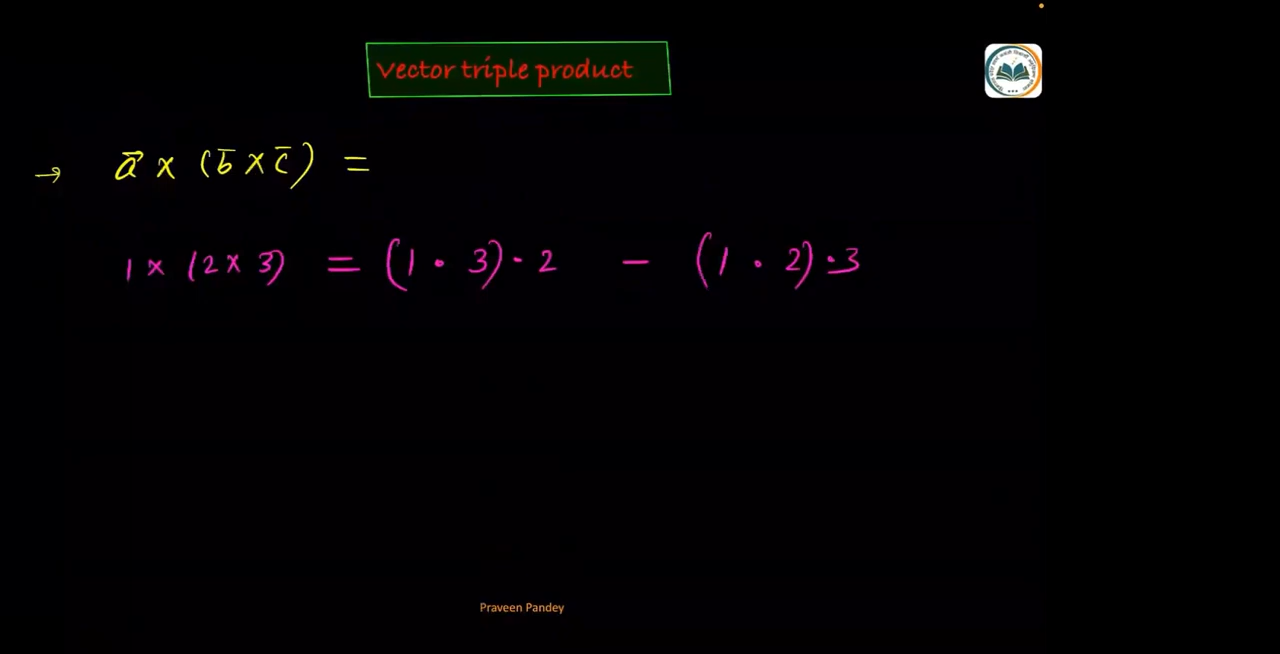 Vector triple product
→ a⃗ × (b̅ × c̅) =
1 × (2 × 3) = (1 · 3) · 2 − (1 · 2) · 3
Praveen Pandey